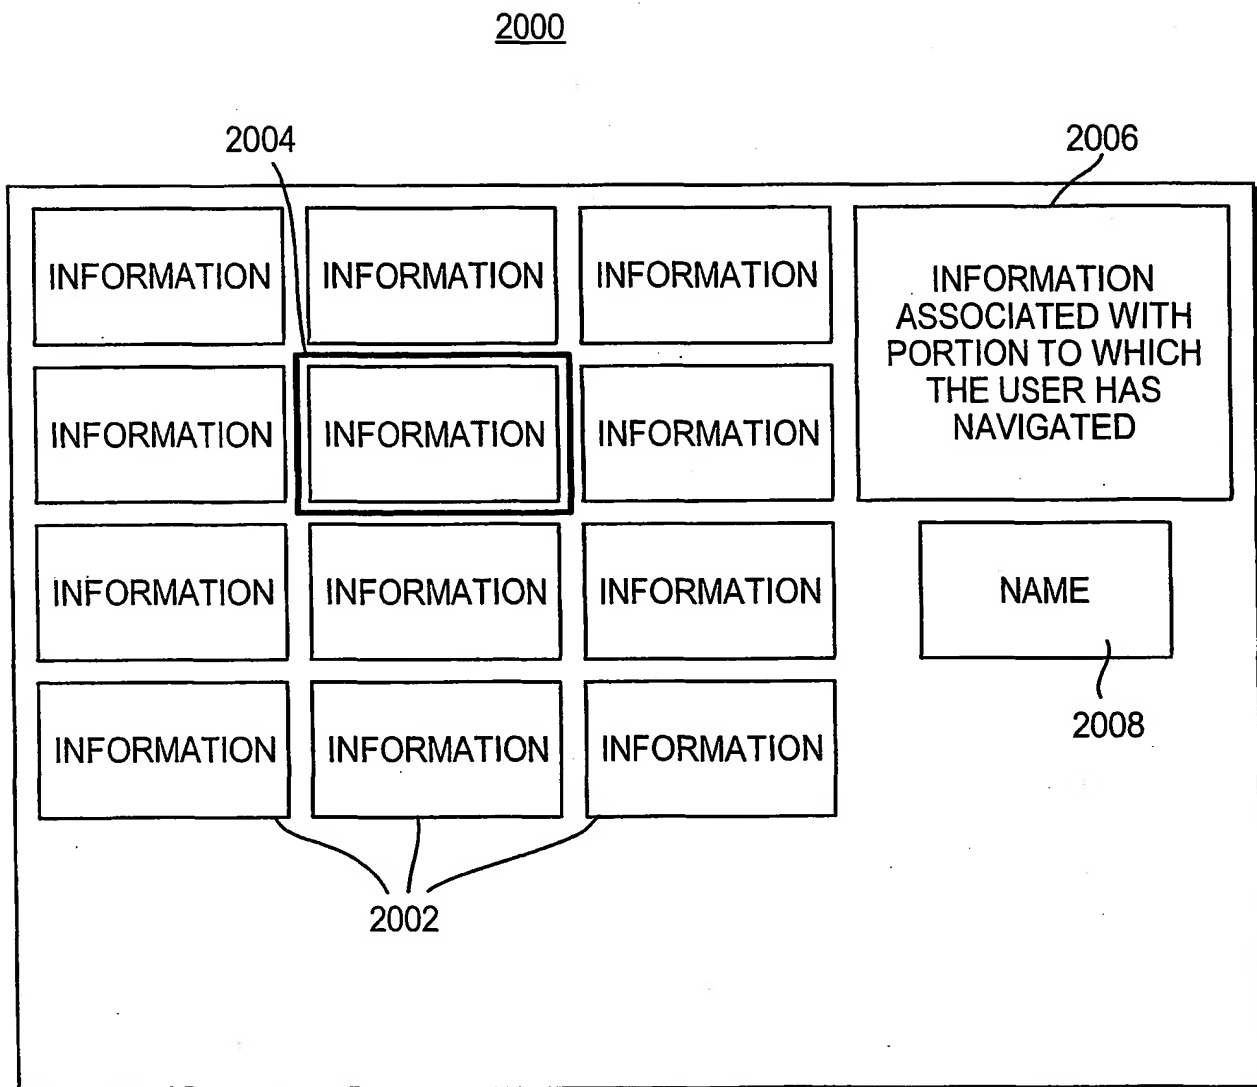 2000
2004
2006
INFORMATION INFORMATION INFORMATION
INFORMATION
ASSOCIATED WITH
PORTION TO WHICH
THE USER HAS
NAVIGATED
INFORMATION INFORMATION INFORMATION
INFORMATION INFORMATION INFORMATION
NAME
2008
INFORMATION INFORMATION INFORMATION
2002